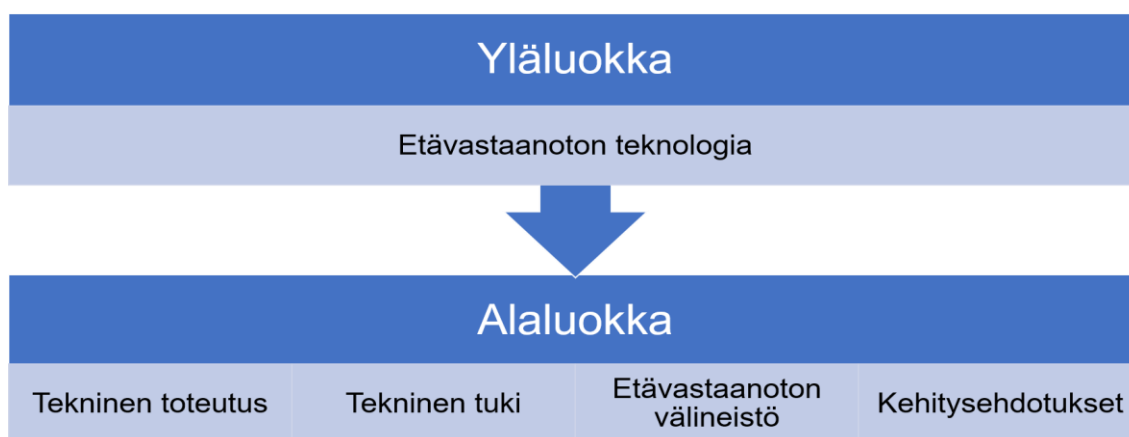 Yläluokka
Etävastaanoton teknologia
Alaluokka
Tekninen toteutus
Tekninen tuki
Etävastaanoton
välineistö
Kehitysehdotukset